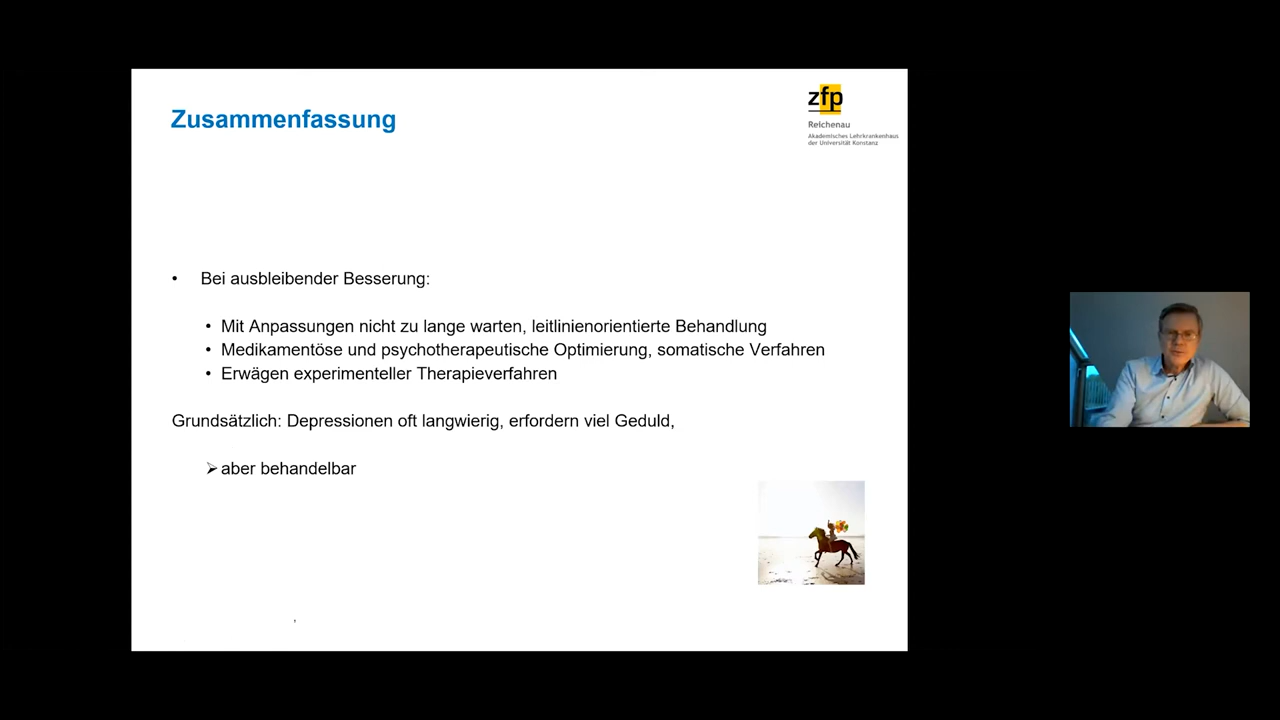 Zusammenfassung
zfp
Reichenau
Akademisches Lehrkrankenhaus
der Universität Konstanz
• Bei ausbleibender Besserung:
• Mit Anpassungen nicht zu lange warten, leitlinienorientierte Behandlung
• Medikamentöse und psychotherapeutische Optimierung, somatische Verfahren
• Erwägen experimenteller Therapieverfahren
Grundsätzlich: Depressionen oft langwierig, erfordern viel Geduld,
➢ aber behandelbar
,